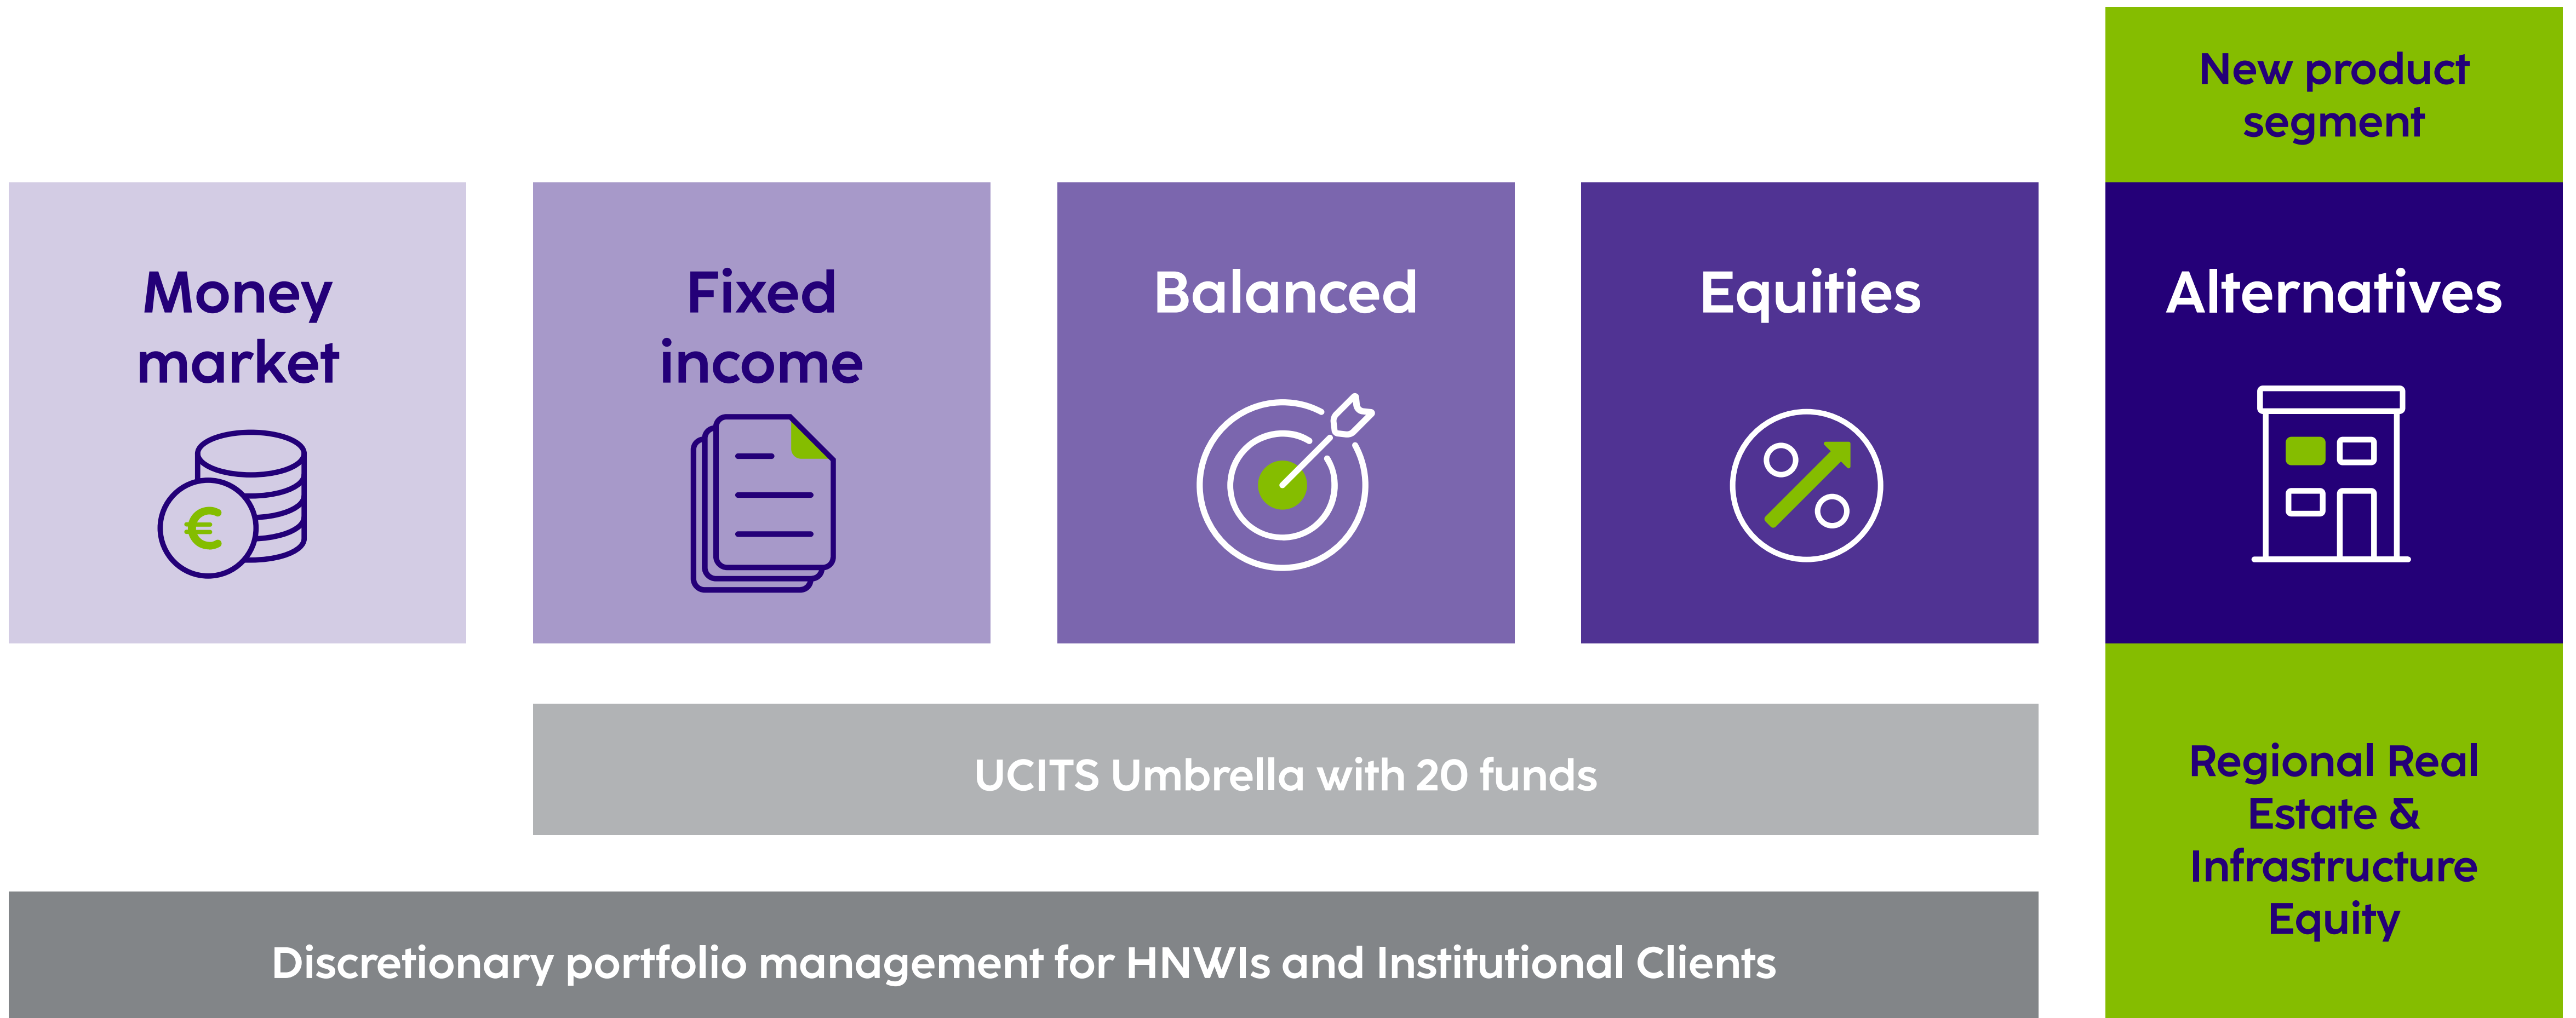 New product
segment
Money
market
€
Fixed
income
Balanced
Equities
Alternatives
UCITS Umbrella with 20 funds
Regional Real
Estate &
Infrastructure
Equity
Discretionary portfolio management for HNWIs and Institutional Clients